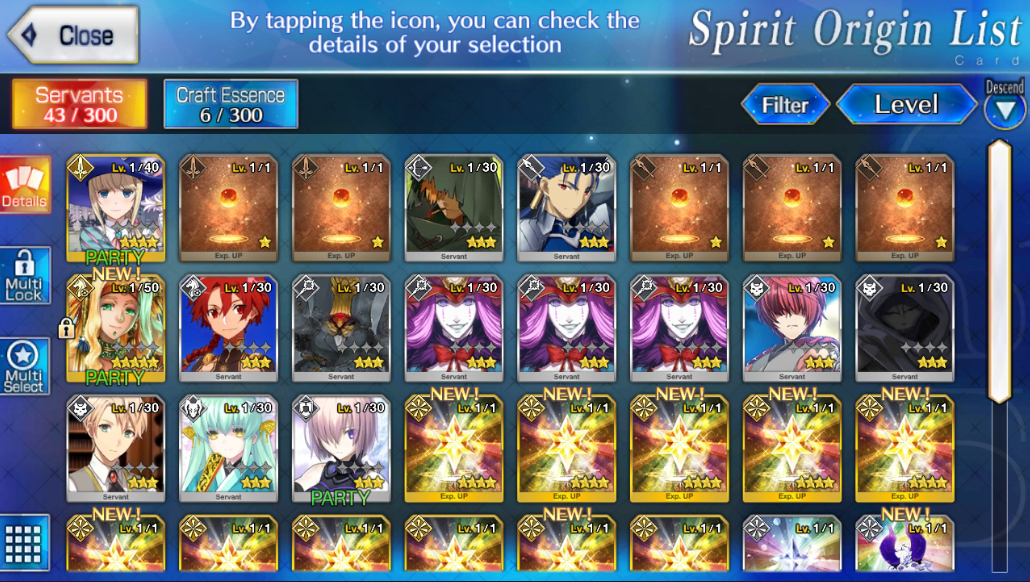 Close
By tapping the icon, you can check the
details of your selection
Spirit Origin List
Card
Servants
43 / 300
Craft Essence
6 / 300
Filter
Level
Descend
Details
Multi
Lock
Multi
Select
Lv. 1/40
Lv. 1/1
Lv. 1/1
Lv. 1/30
Lv. 1/30
Lv. 1/1
Lv. 1/1
Lv. 1/1
PARTY
Exp. UP
Exp. UP
Servant
Servant
Exp. UP
Exp. UP
Exp. UP
NEW!
Lv. 1/50
Lv. 1/30
Lv. 1/30
Lv. 1/30
Lv. 1/30
Lv. 1/30
Lv. 1/30
Lv. 1/30
PARTY
Servant
Servant
Servant
Servant
Servant
Servant
Servant
NEW!
NEW!
NEW!
NEW!
NEW!
Lv. 1/30
Lv. 1/30
Lv. 1/30
Lv. 1/1
Lv. 1/1
Lv. 1/1
Lv. 1/1
Lv. 1/1
Servant
Servant
PARTY
Exp. UP
Exp. UP
Exp. UP
Exp. UP
Exp. UP
NEW!
NEW!
NEW!
Lv. 1/1
Lv. 1/1
Lv. 1/1
Lv. 1/1
Lv. 1/1
Lv. 1/1
Lv. 1/1
Lv. 1/1